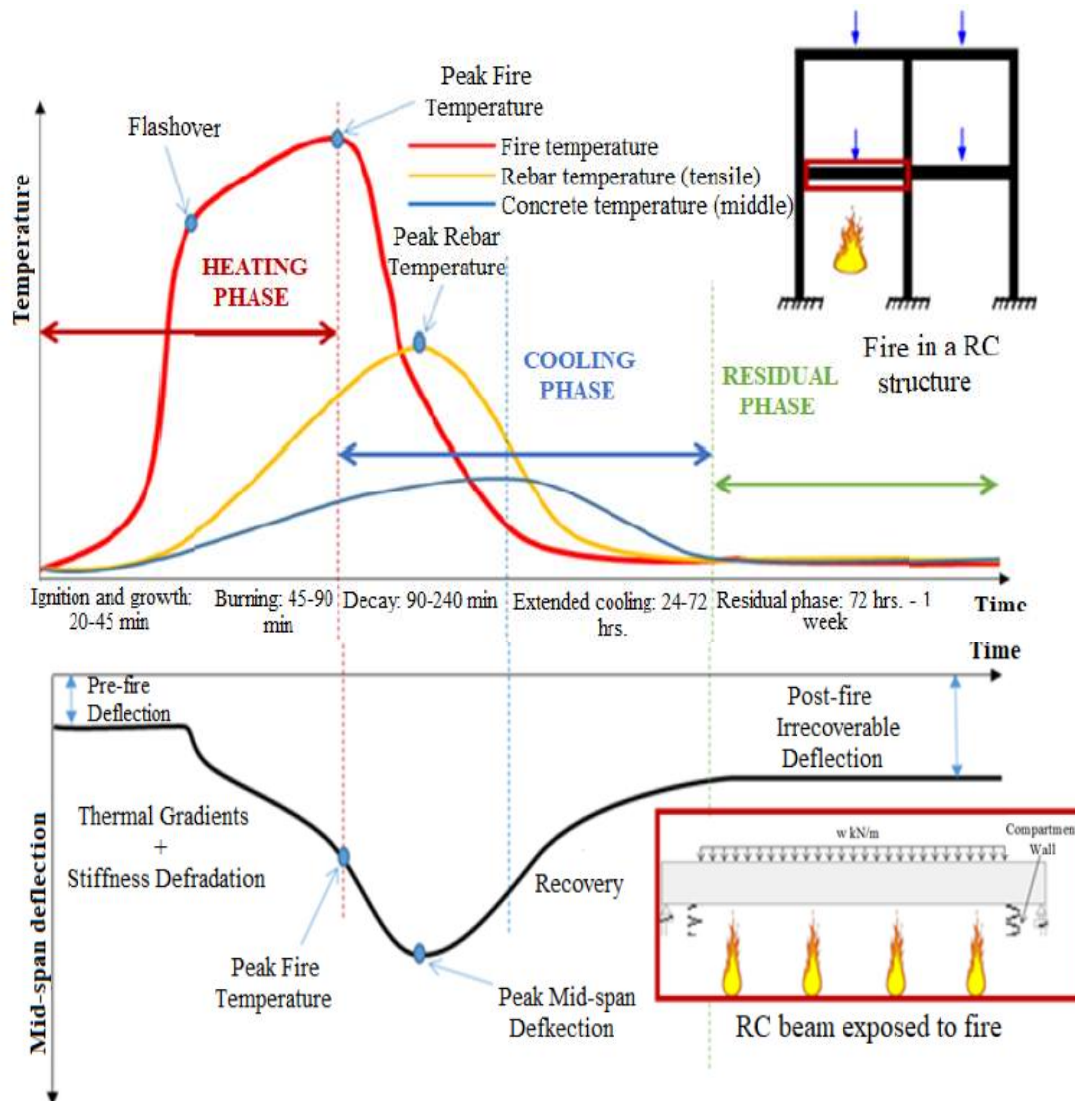 Peak Fire
Temperature
Flashover
Fire temperature
Rebar temperature (tensile)
Concrete temperature (middle)
Peak Rebar
Temperature
HEATING
PHASE
Temperature
COOLING
PHASE
RESIDUAL
PHASE
Fire in a RC
structure
Ignition and growth:
20-45 min
Burning: 45-90
min
Decay: 90-240 min
Extended cooling: 24-72
hrs.
Residual phase: 72 hrs. - 1
week
Time
Time
Pre-fire
Deflection
Post-fire
Irrecoverable
Deflection
Thermal Gradients
+
Stiffness Defradation
Mid-span deflection
Peak Fire
Temperature
Recovery
Peak Mid-span
Defkection
w kN/m
Compartment
Wall
RC beam exposed to fire